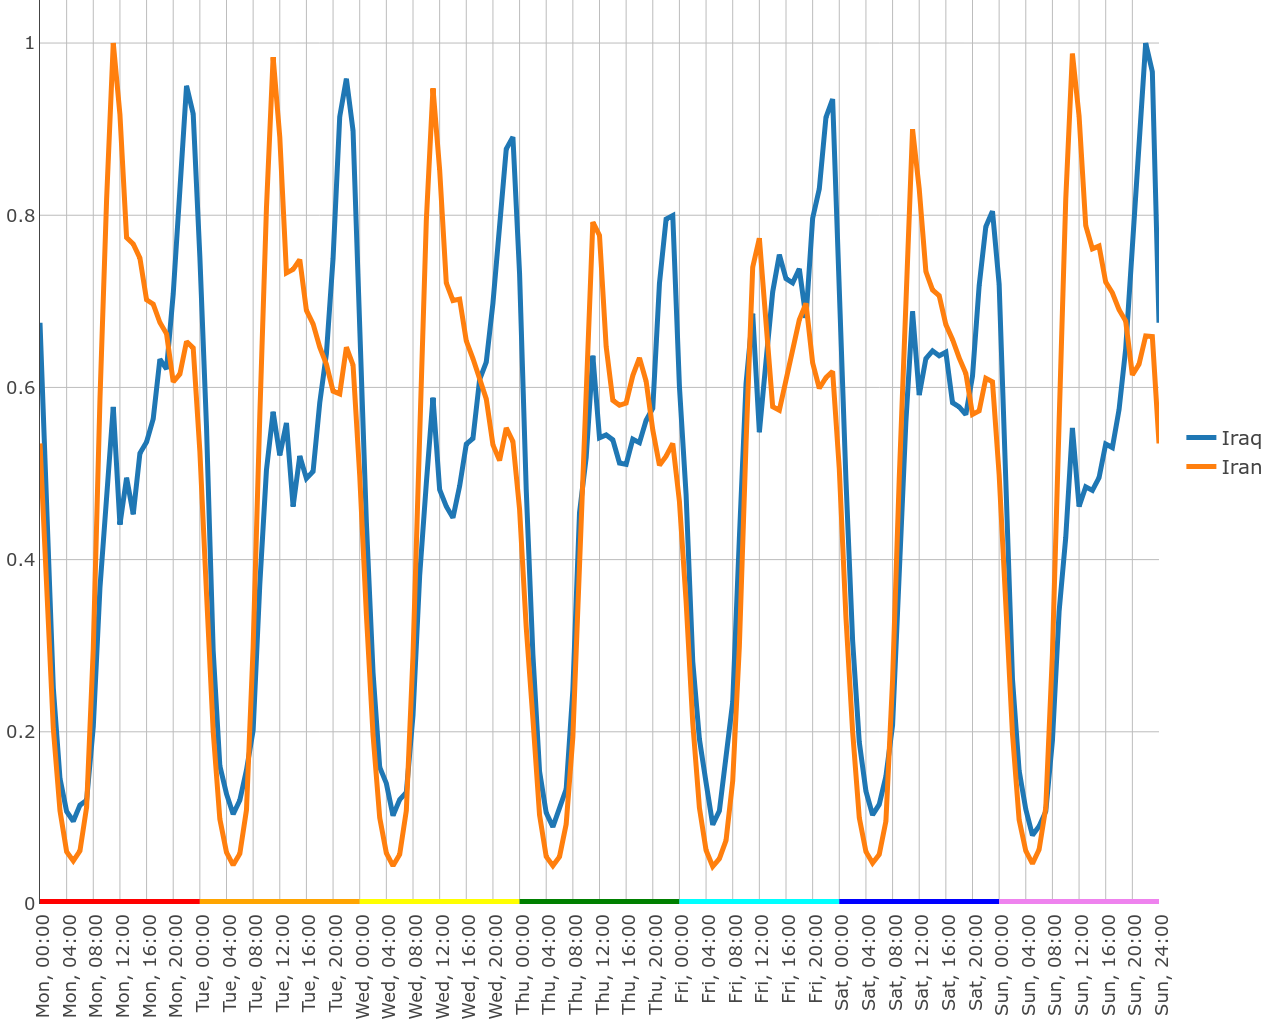 1
0.8
0.6
0.4
0.2
0
Mon, 00:00
Mon, 04:00
Mon, 08:00
Mon, 12:00
Mon, 16:00
Mon, 20:00
Tue, 00:00
Tue, 04:00
Tue, 08:00
Tue, 12:00
Tue, 16:00
Tue, 20:00
Wed, 00:00
Wed, 04:00
Wed, 08:00
Wed, 12:00
Wed, 16:00
Wed, 20:00
Thu, 00:00
Thu, 04:00
Thu, 08:00
Thu, 12:00
Thu, 16:00
Thu, 20:00
Fri, 00:00
Fri, 04:00
Fri, 08:00
Fri, 12:00
Fri, 16:00
Fri, 20:00
Sat, 00:00
Sat, 04:00
Sat, 08:00
Sat, 12:00
Sat, 16:00
Sat, 20:00
Sun, 00:00
Sun, 04:00
Sun, 08:00
Sun, 12:00
Sun, 16:00
Sun, 20:00
Sun, 24:00
Iraq
Iran